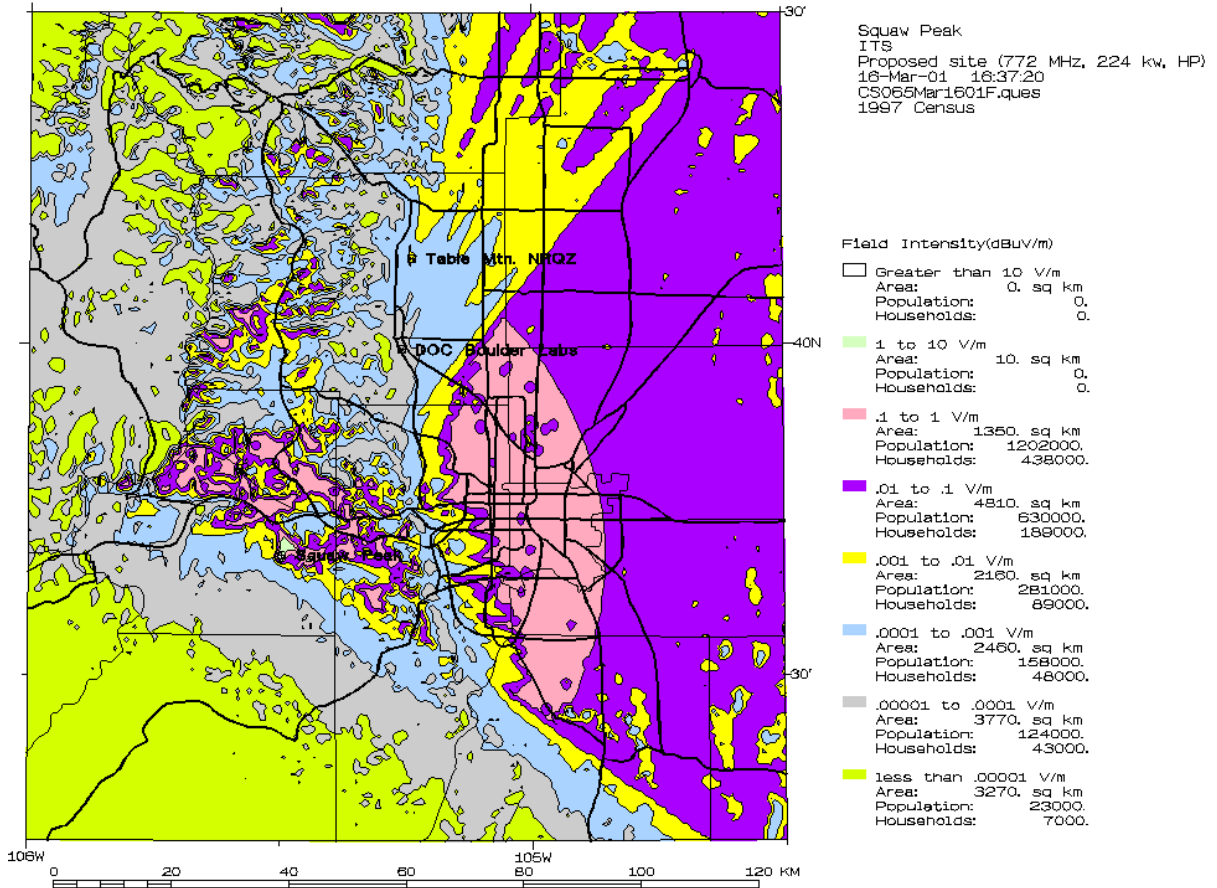 30'
Squaw Peak
ITS
Proposed site (772 MHz, 224 kw, HP)
16-Mar-01 16:37:20
CS065Mar1601F.ques
1997 Census
Field Intensity(dBuV/m)
Greater than 10 V/m
Area: 0. sq km
Population: 0.
Households: 0.
1 to 10 V/m
Area: 10. sq km
Population: 0.
Households: 0.
.1 to 1 V/m
Area: 1350. sq km
Population: 1202000.
Households: 438000.
.01 to .1 V/m
Area: 4810. sq km
Population: 630000.
Households: 189000.
.001 to .01 V/m
Area: 2160. sq km
Population: 281000.
Households: 89000.
.0001 to .001 V/m
Area: 2460. sq km
Population: 158000.
Households: 48000.
.00001 to .0001 V/m
Area: 3770. sq km
Population: 124000.
Households: 43000.
less than .00001 V/m
Area: 3270. sq km
Population: 23000.
Households: 7000.
Table Mtn. NRQZ
DOC Boulder Labs
40N
Squaw Peak
30'
106W
105W
0 20 40 60 80 100 120 KM